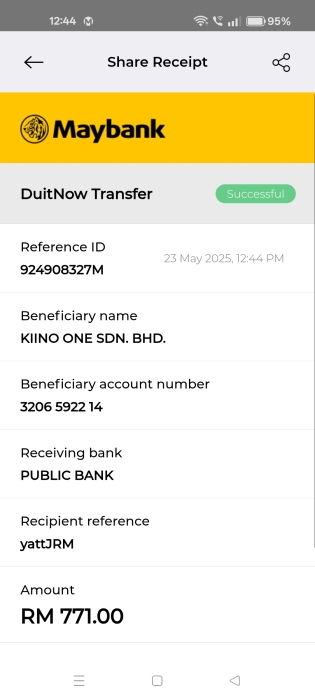 12:44
95%
Share Receipt
Maybank
DuitNow Transfer
Successful
Reference ID
924908327M
23 May 2025, 12:44 PM
Beneficiary name
KIINO ONE SDN. BHD.
Beneficiary account number
3206 5922 14
Receiving bank
PUBLIC BANK
Recipient reference
yattJRM
Amount
RM 771.00